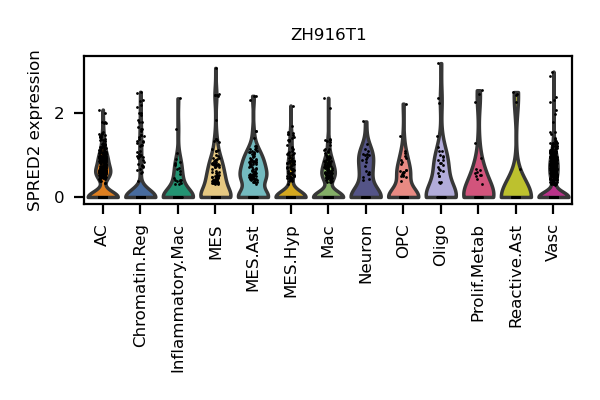 ZH916T1
SPRED2 expression
2
0
AC
Chromatin.Reg
Inflammatory.Mac
MES
MES.Ast
MES.Hyp
Mac
Neuron
OPC
Oligo
Prolif.Metab
Reactive.Ast
Vasc